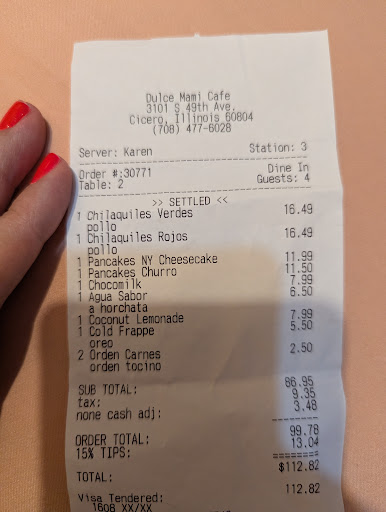 Dulce Mami Cafe
3101 S 49th Ave.
Cicero, Illinois 60804
(708) 477-6028
Server: Karen Station: 3
Order #:30771 Dine In
Table: 2 Guests: 4
>> SETTLED <<
1 Chilaquiles Verdes 16.49
pollo
1 Chilaquiles Rojos 16.49
pollo
1 Pancakes NY Cheesecake 11.99
1 Pancakes Churro 11.50
1 Chocomilk 7.99
1 Agua Sabor 6.50
a horchata
1 Coconut Lemonade 7.99
1 Cold Frappe 5.50
oreo
2 Orden Carnes 2.50
orden tocino
SUB TOTAL: 86.95
tax: 9.35
none cash adj: 3.48
ORDER TOTAL: 99.78
15% TIPS: 13.04
TOTAL: $112.82
Visa Tendered: 112.82
1608 XX/XX